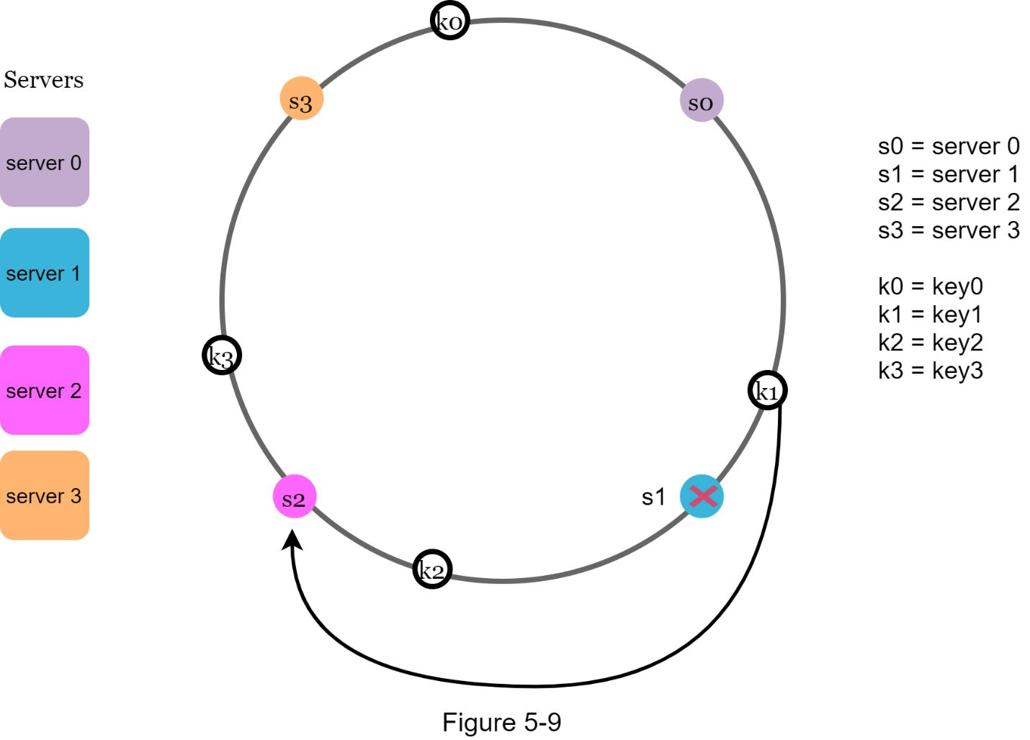 Servers
server 0
server 1
server 2
server 3
k0
s3
s0
k3
k1
s2
s1
k2
s0 = server 0
s1 = server 1
s2 = server 2
s3 = server 3
k0 = key0
k1 = key1
k2 = key2
k3 = key3
Figure 5-9